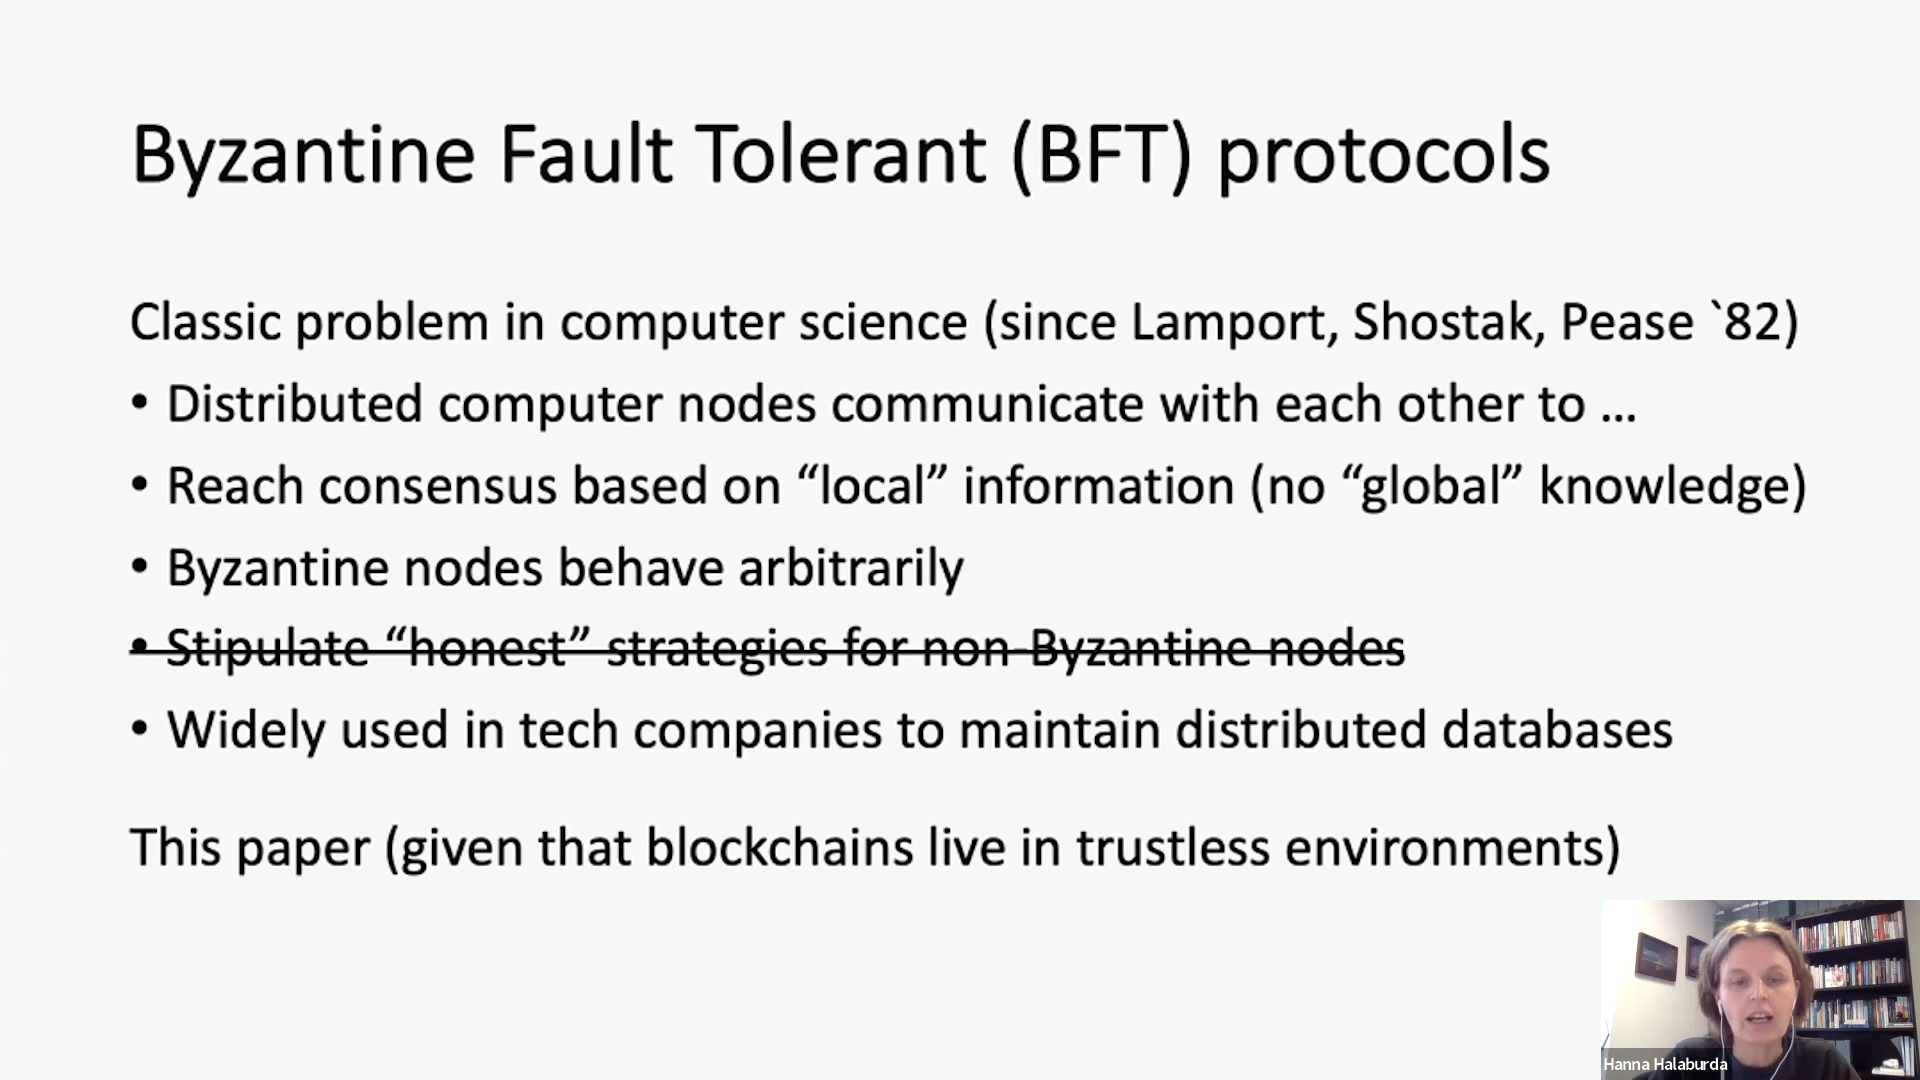 Byzantine Fault Tolerant (BFT) protocols
Classic problem in computer science (since Lamport, Shostak, Pease `82)
• Distributed computer nodes communicate with each other to ...
• Reach consensus based on “local” information (no “global” knowledge)
• Byzantine nodes behave arbitrarily
• Stipulate “honest” strategies for non-Byzantine nodes
• Widely used in tech companies to maintain distributed databases
This paper (given that blockchains live in trustless environments)
Hanna Halaburda